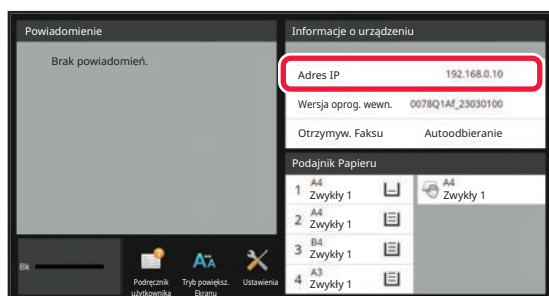 Powiadomienie
Brak powiadomień.
Informacje o urządzeniu
Adres IP 192.168.0.10
Wersja oprog. wewn. 0078Q1Af_23030100
Otrzymyw. Faksu Autoodbieranie
Podajnik Papieru
1 A4
Zwykły 1
A4
Zwykły 1
2 A4
Zwykły 1
3 B4
Zwykły 1
4 A3
Zwykły 1
Bk
Podręcznik
użytkownika
Tryb powiększ.
Ekranu
Ustawienia